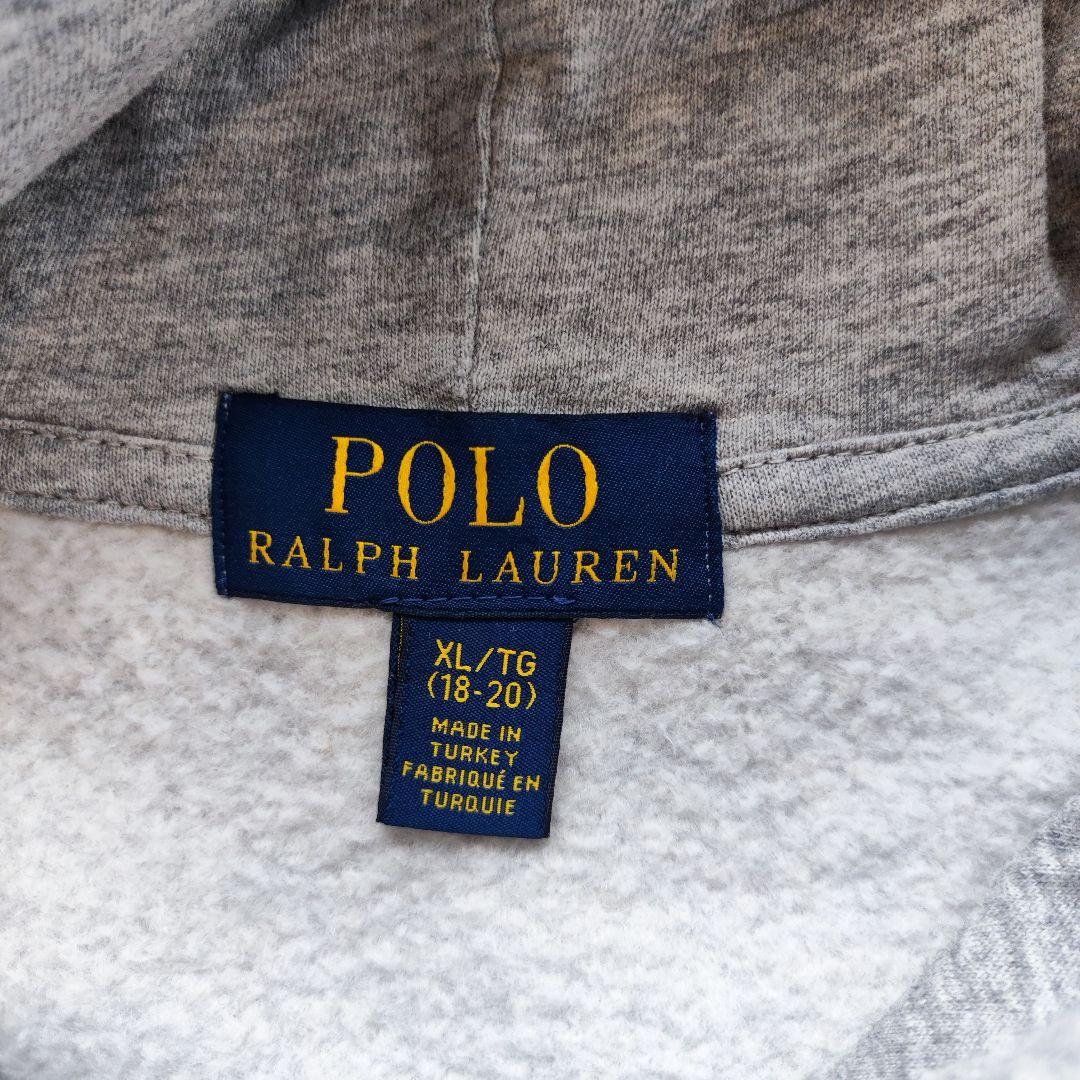 POLO
RALPH LAUREN
XL/TG
(18-20)
MADE IN
TURKEY
FABRIQUÉ EN
TURQUIE